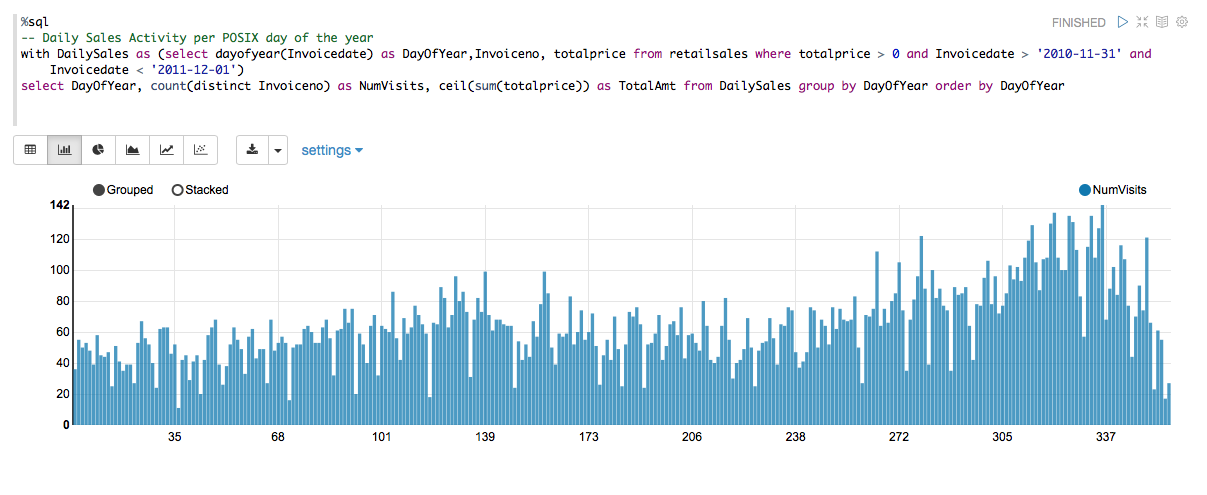 %sql
FINISHED
-- Daily Sales Activity per POSIX day of the year
with DailySales as (select dayofyear(Invoicedate) as DayOfYear,Invoiceno, totalprice from retailsales where totalprice > 0 and Invoicedate > '2010-11-31' and
Invoicedate < '2011-12-01')
select DayOfYear, count(distinct Invoiceno) as NumVisits, ceil(sum(totalprice)) as TotalAmt from DailySales group by DayOfYear order by DayOfYear
settings
Grouped Stacked NumVisits
142
120
100
80
60
40
20
0
35 68 101 139 173 206 238 272 305 337